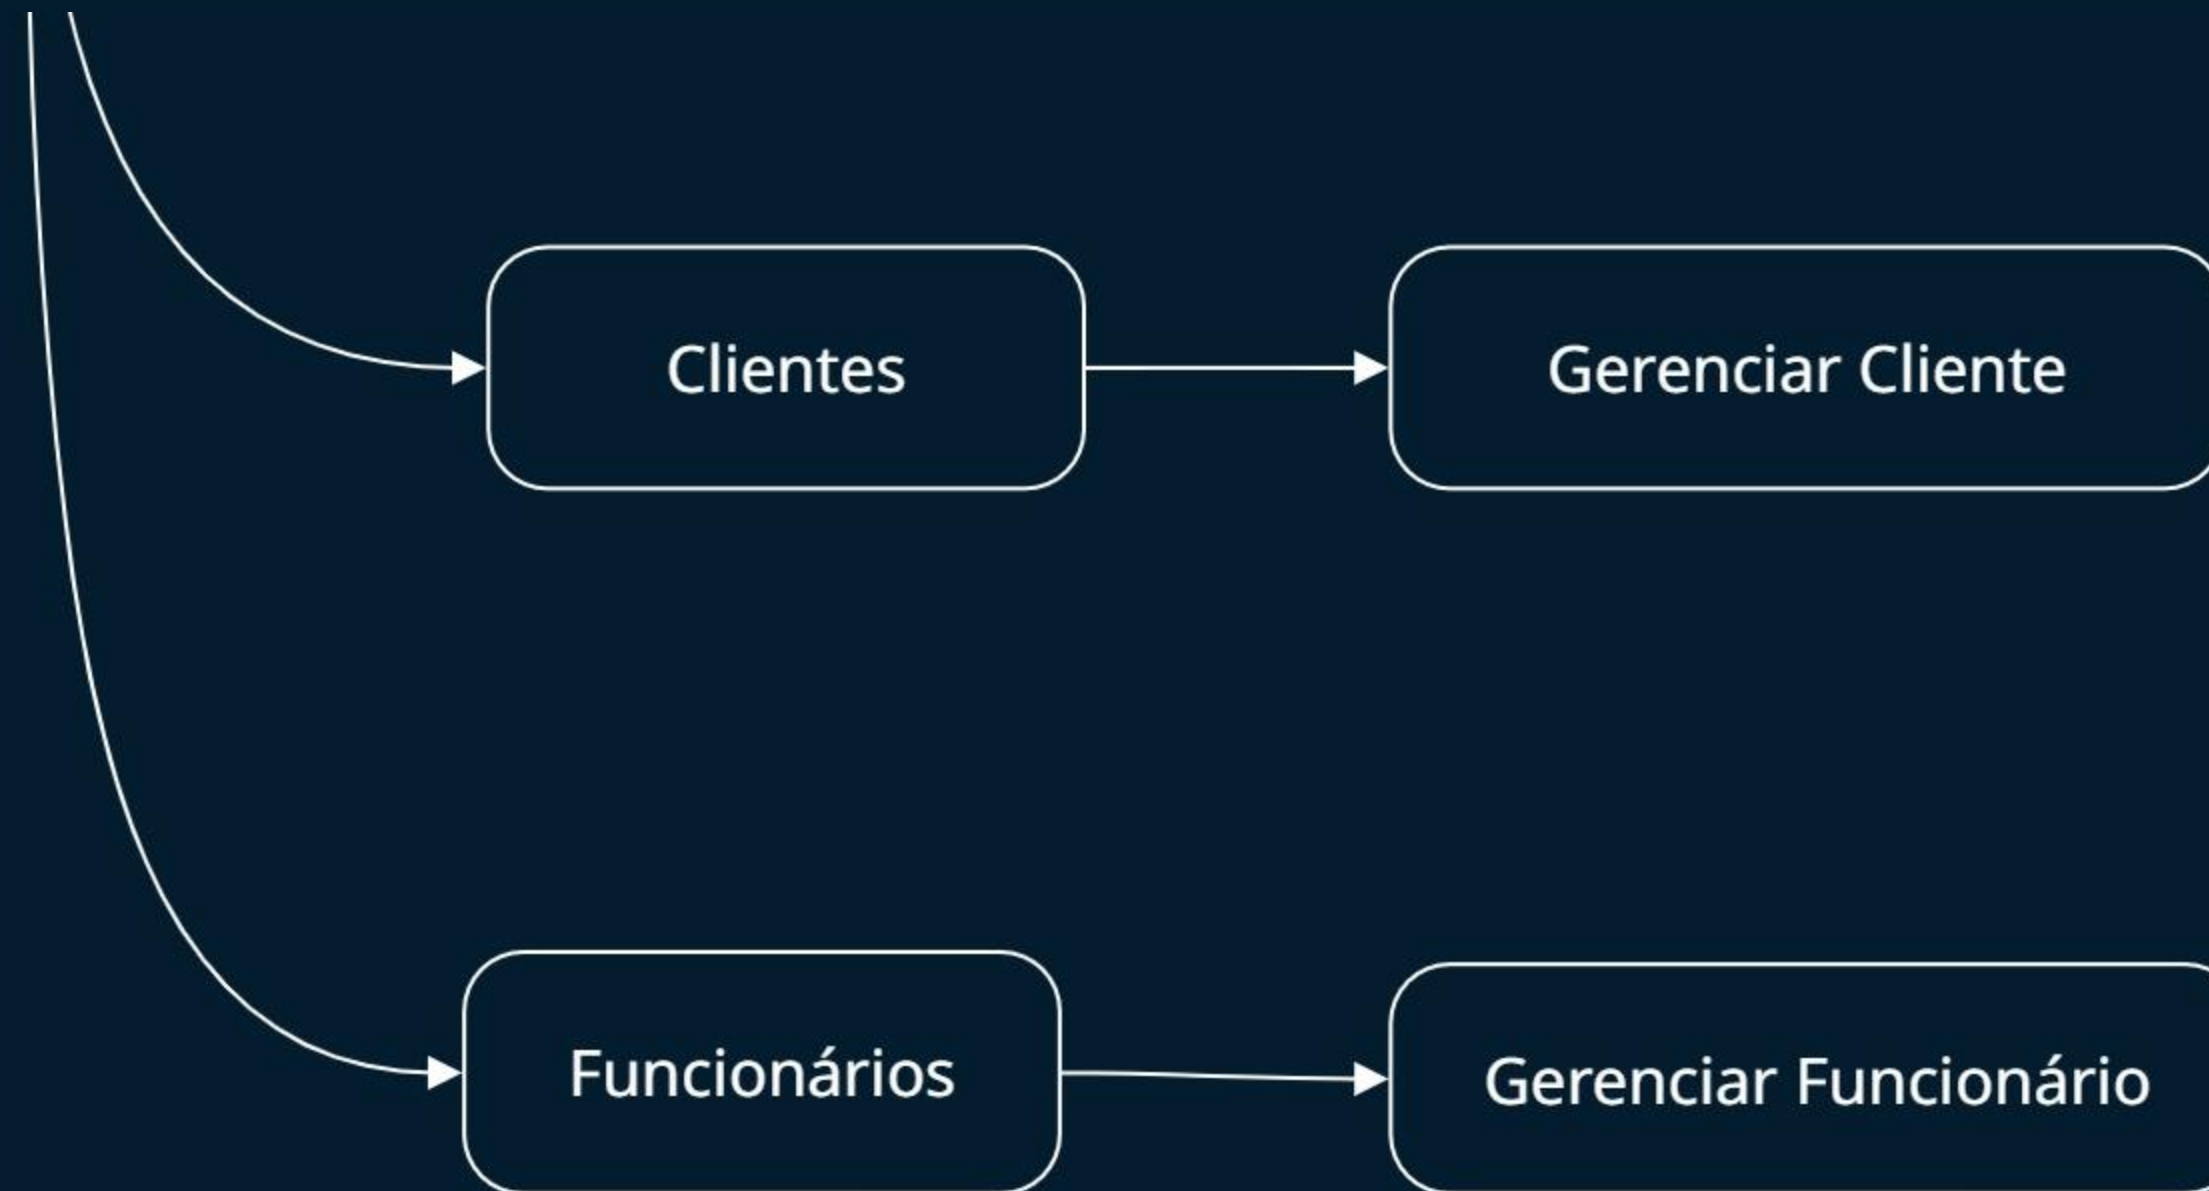 Clientes
Gerenciar Cliente
Funcionários
Gerenciar Funcionário